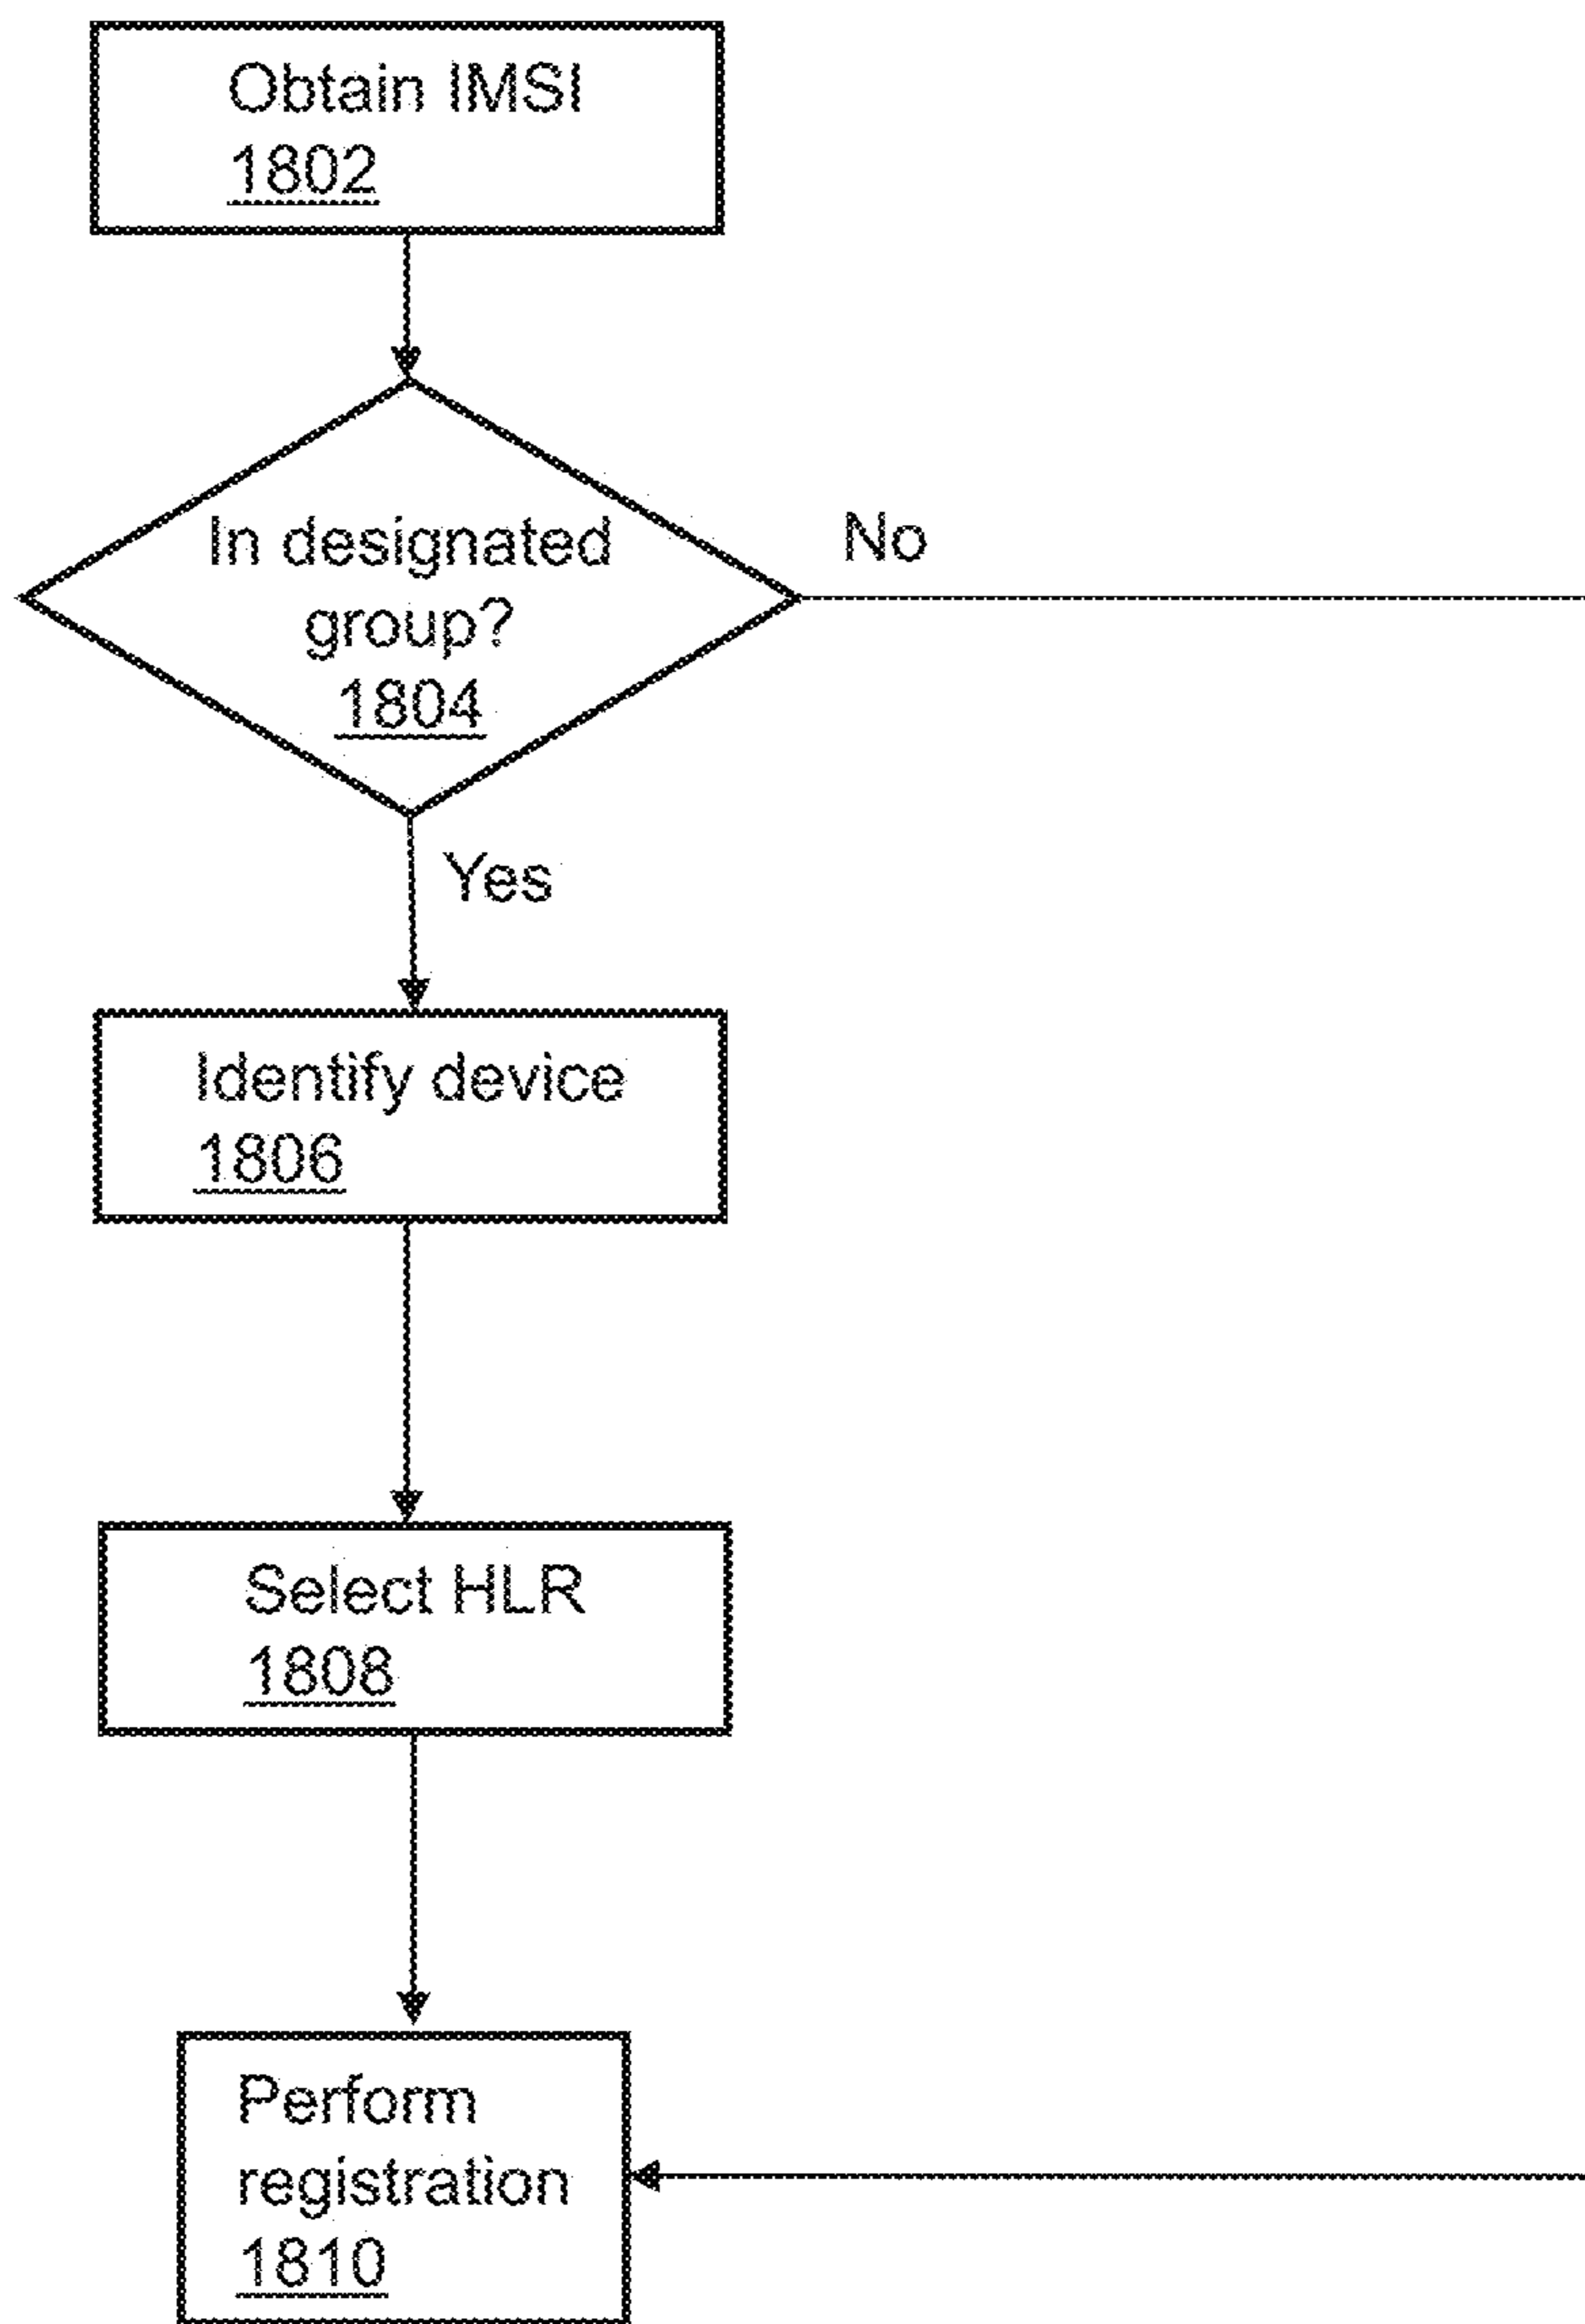 Obtain IMSI
1802
In designated
group?
1804
No
Yes
Identify device
1806
Select HLR
1808
Perform
registration
1810